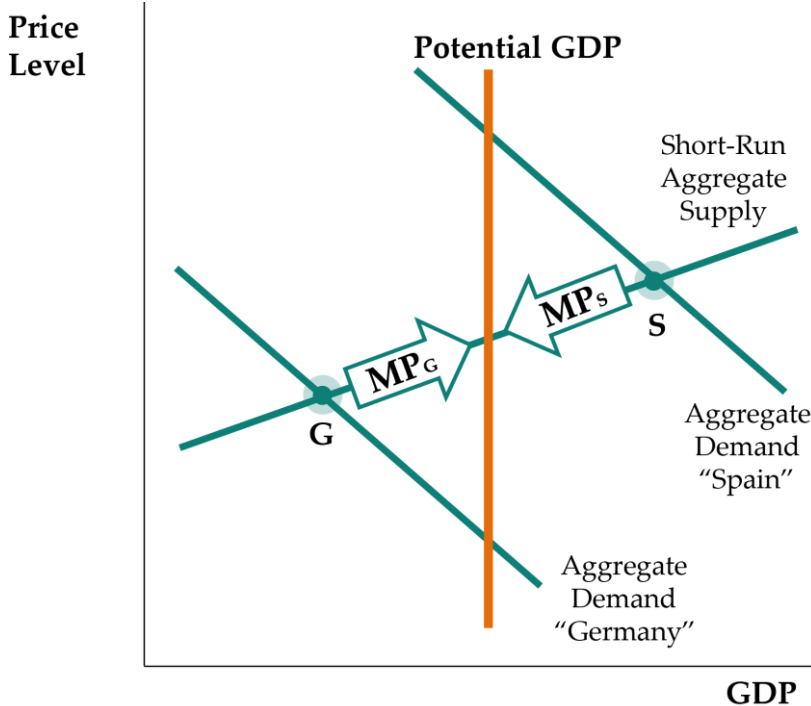 Price
Level
Potential GDP
Short-Run
Aggregate
Supply
MPS
S
MPG
G
Aggregate
Demand
“Spain”
Aggregate
Demand
“Germany”
GDP